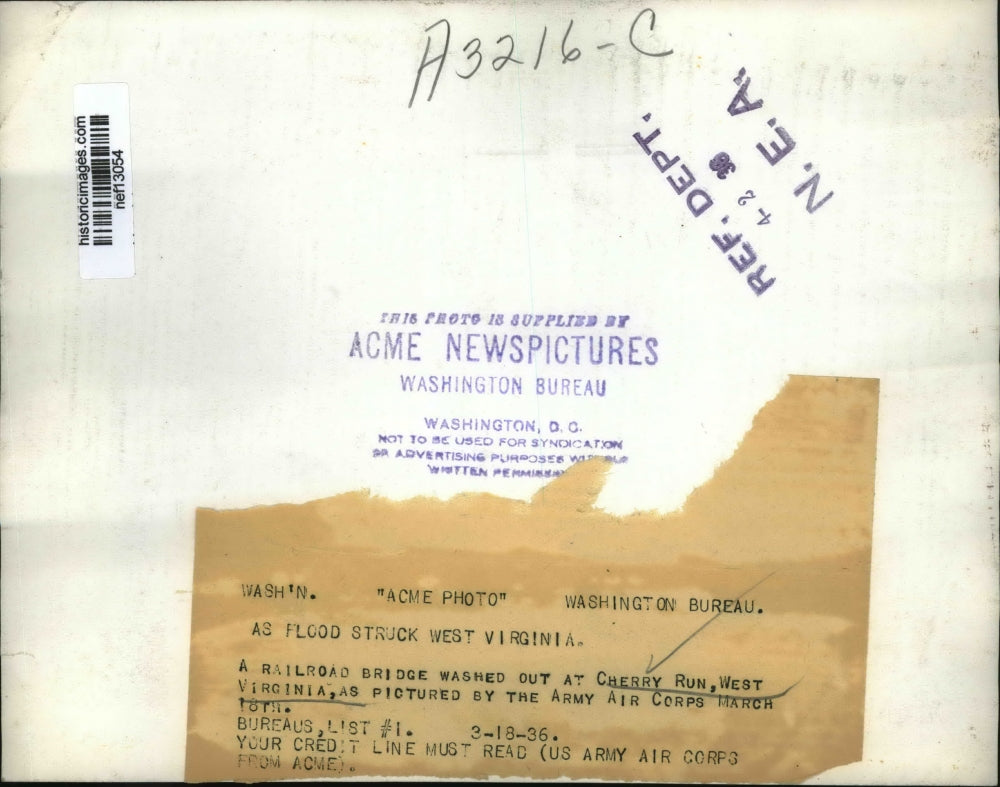 A3216-C
historicimages.com
nef13054
REF. DEPT.
4 2 36
N. E. A.
THIS PHOTO IS SUPPLIED BY
ACME NEWSPICTURES
WASHINGTON BUREAU
WASHINGTON, D. C.
NOT TO BE USED FOR SYNDICATION
OR ADVERTISING PURPOSES
WRITTEN
WASH'N. "ACME PHOTO" WASHINGTON BUREAU.
AS FLOOD STRUCK WEST VIRGINIA.
A RAILROAD BRIDGE WASHED OUT AT CHERRY RUN,WEST
VIRGINIA,AS PICTURED BY THE ARMY AIR CORPS MARCH
18TH.
BUREAUS,LIST #1. 3-18-36.
YOUR CREDIT LINE MUST READ (US ARMY AIR CORPS
FROM ACME).